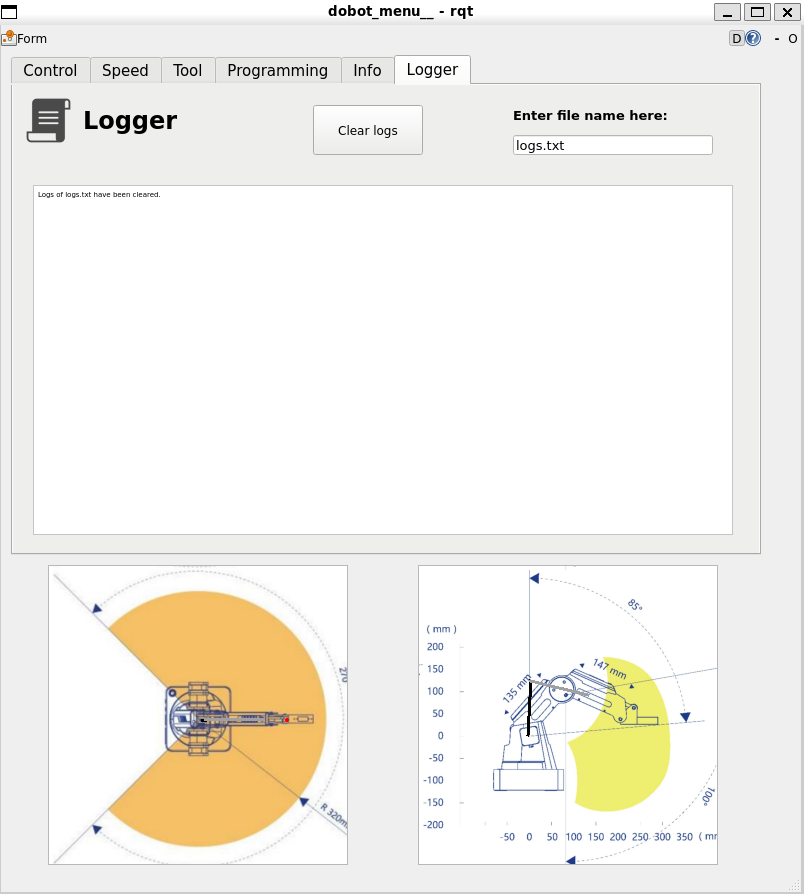 dobot_menu__ - rqt
Form
D
- O
Control Speed Tool Programming Info Logger
Logger
Clear logs
Enter file name here:
logs.txt
Logs of logs.txt have been cleared.
270
R 320mm
( mm )
200
150
100
50
0
-50
-100
-150
-200
-50 0 50 100 150 200 250 300 350 (mm
85°
147 mm
135 mm
100°